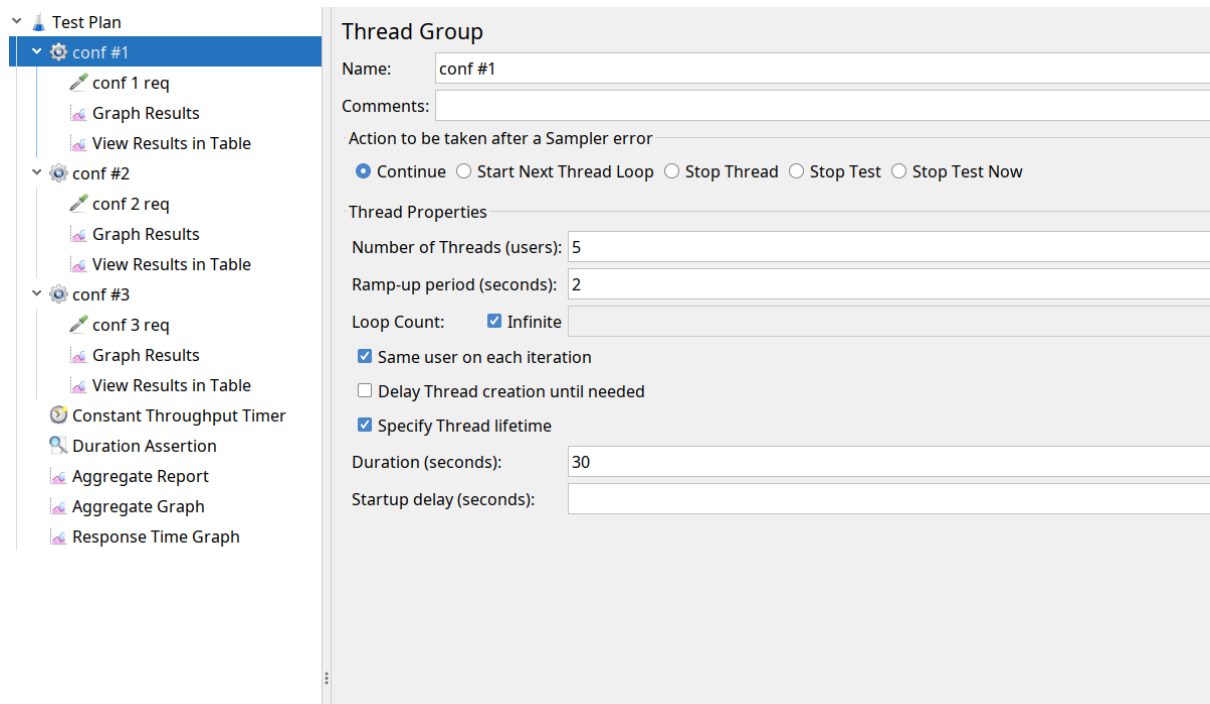 Test Plan
conf #1
conf 1 req
Graph Results
View Results in Table
conf #2
conf 2 req
Graph Results
View Results in Table
conf #3
conf 3 req
Graph Results
View Results in Table
Constant Throughput Timer
Duration Assertion
Aggregate Report
Aggregate Graph
Response Time Graph
Thread Group
Name: conf #1
Comments:
Action to be taken after a Sampler error
Continue Start Next Thread Loop Stop Thread Stop Test Stop Test Now
Thread Properties
Number of Threads (users): 5
Ramp-up period (seconds): 2
Loop Count: Infinite
Same user on each iteration
Delay Thread creation until needed
Specify Thread lifetime
Duration (seconds): 30
Startup delay (seconds):